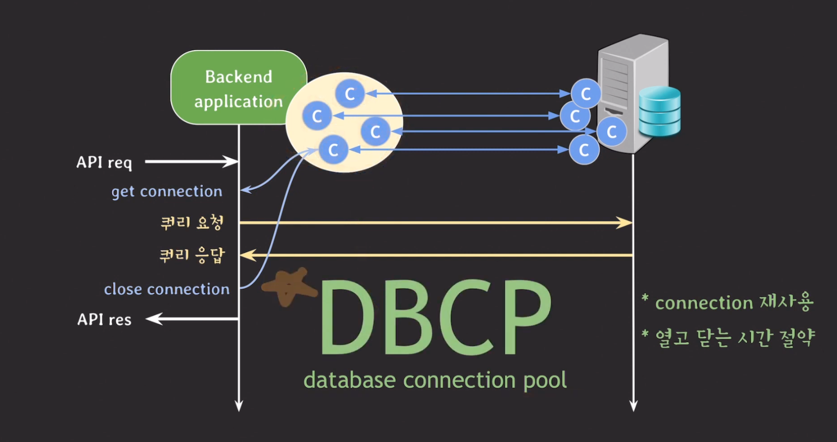 Backend
application
C
C
C
C
C
C
C
C
API req
get connection
쿼리 요청
쿼리 응답
close connection
API res
DBCP
database connection pool
* connection 재사용
* 열고 닫는 시간 절약